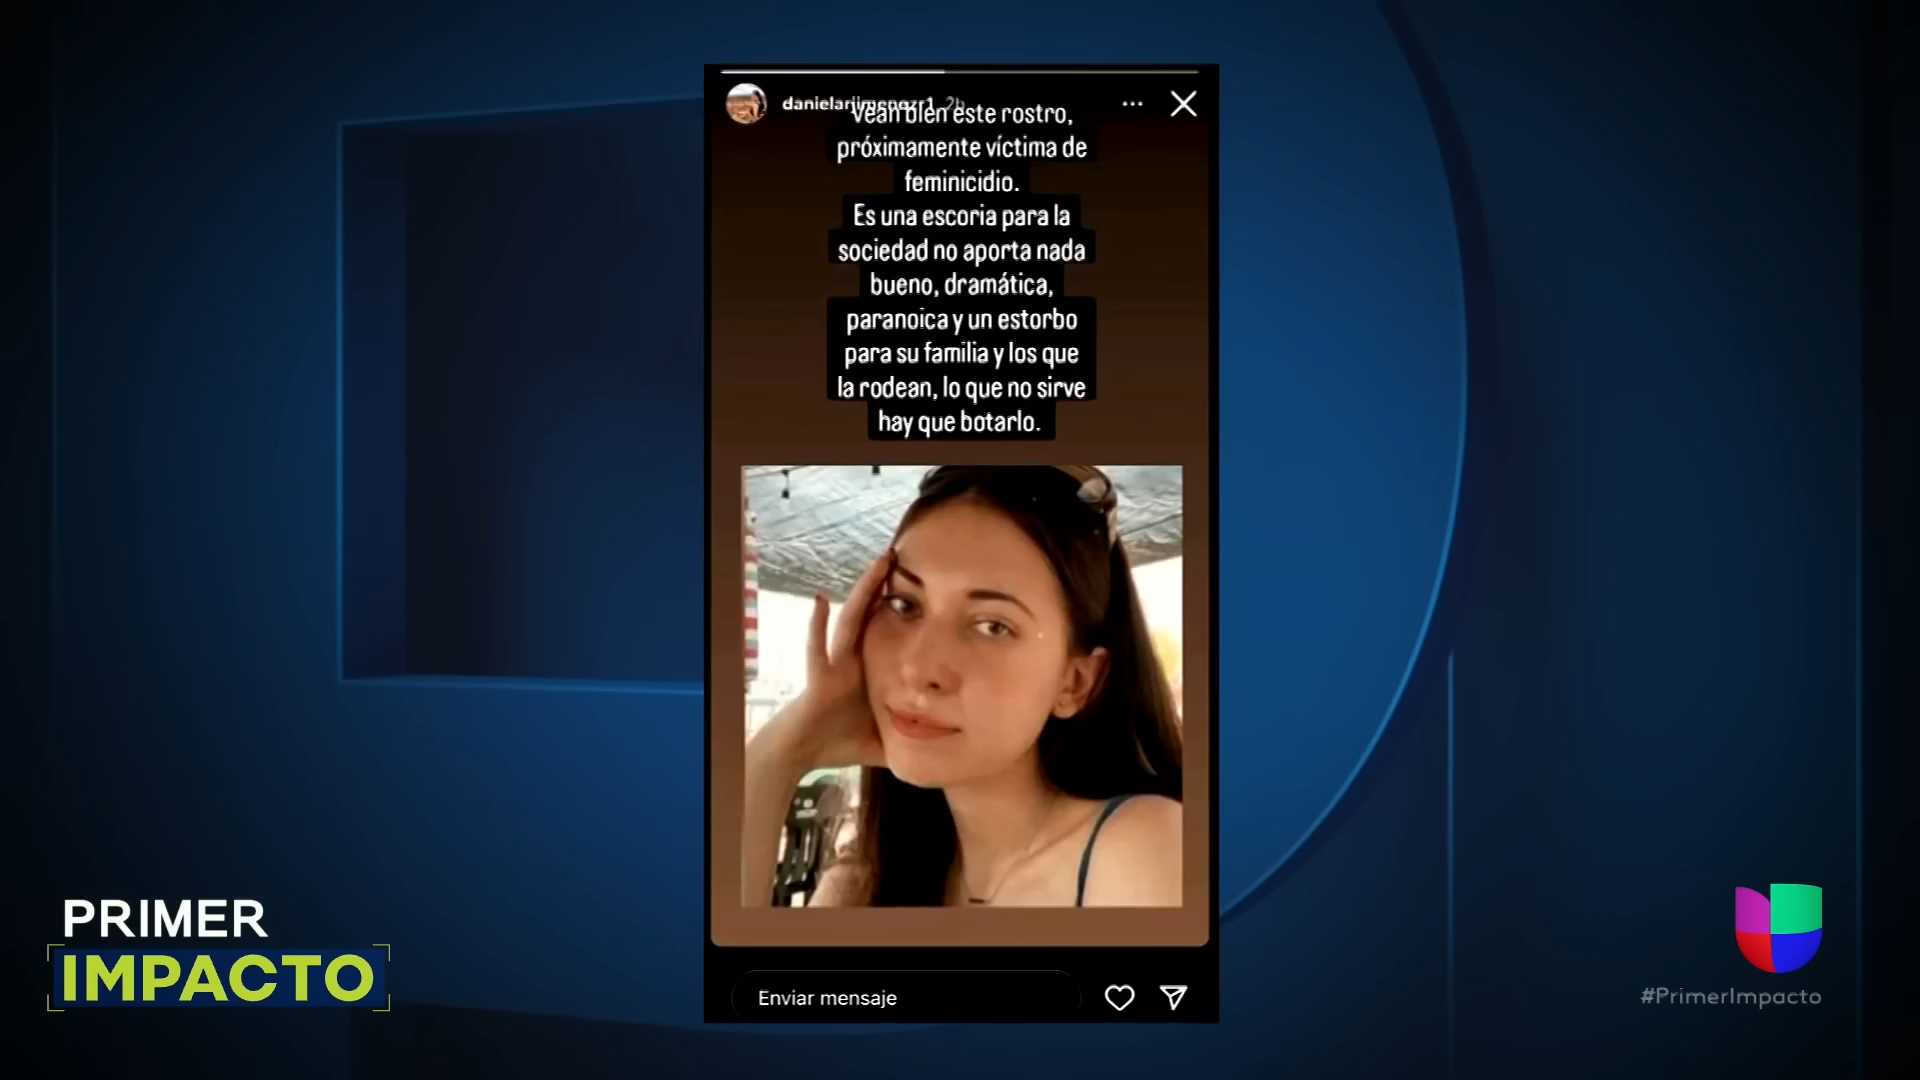 Vean bien este rostro,
próximamente víctima de
feminicidio.
Es una escoria para la
sociedad no aporta nada
bueno, dramática,
paranoica y un estorbo
para su familia y los que
la rodean, lo que no sirve
hay que botarlo.
Enviar mensaje
PRIMER
IMPACTO
#PrimerImpacto